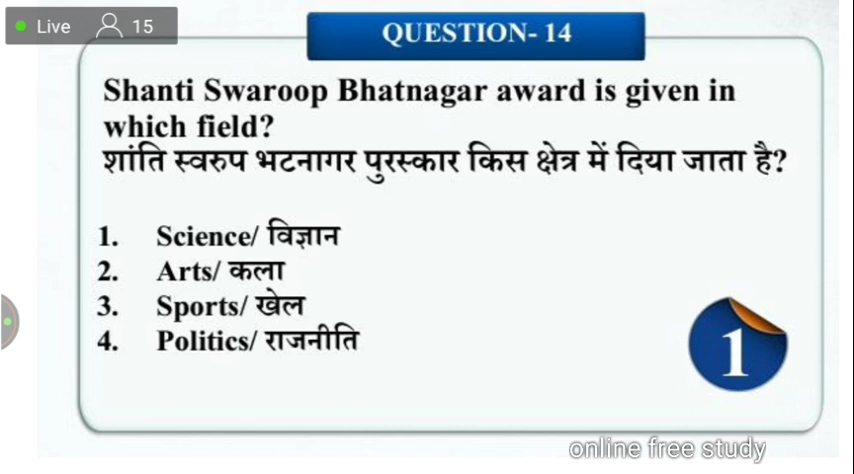 Live 15
QUESTION- 14
Shanti Swaroop Bhatnagar award is given in
which field?
शांति स्वरुप भटनागर पुरस्कार किस क्षेत्र में दिया जाता है?
1. Science/ विज्ञान
2. Arts/ कला
3. Sports/ खेल
4. Politics/ राजनीति
1
online free study